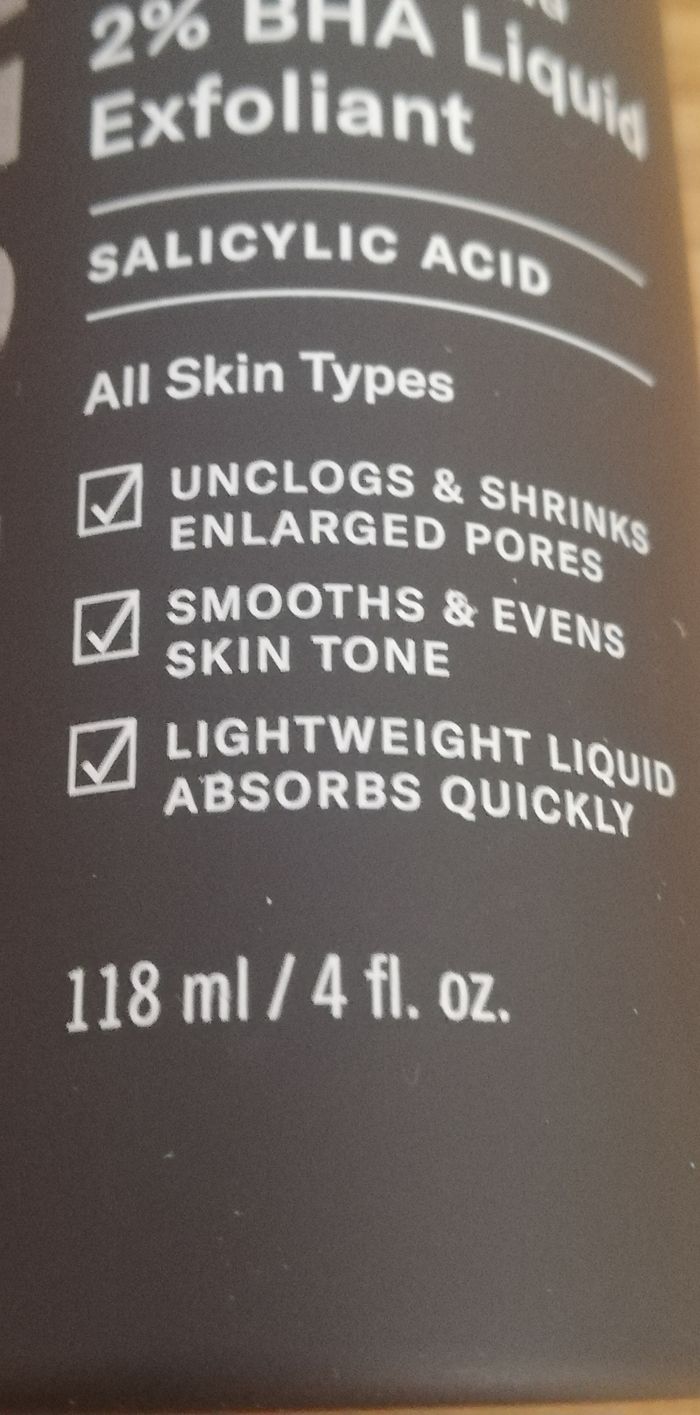 2% BHA Liquid
Exfoliant
SALICYLIC ACID
All Skin Types
UNCLOGS & SHRINKS
ENLARGED PORES
SMOOTHS & EVENS
SKIN TONE
LIGHTWEIGHT LIQUID
ABSORBS QUICKLY
118 ml / 4 fl. oz.